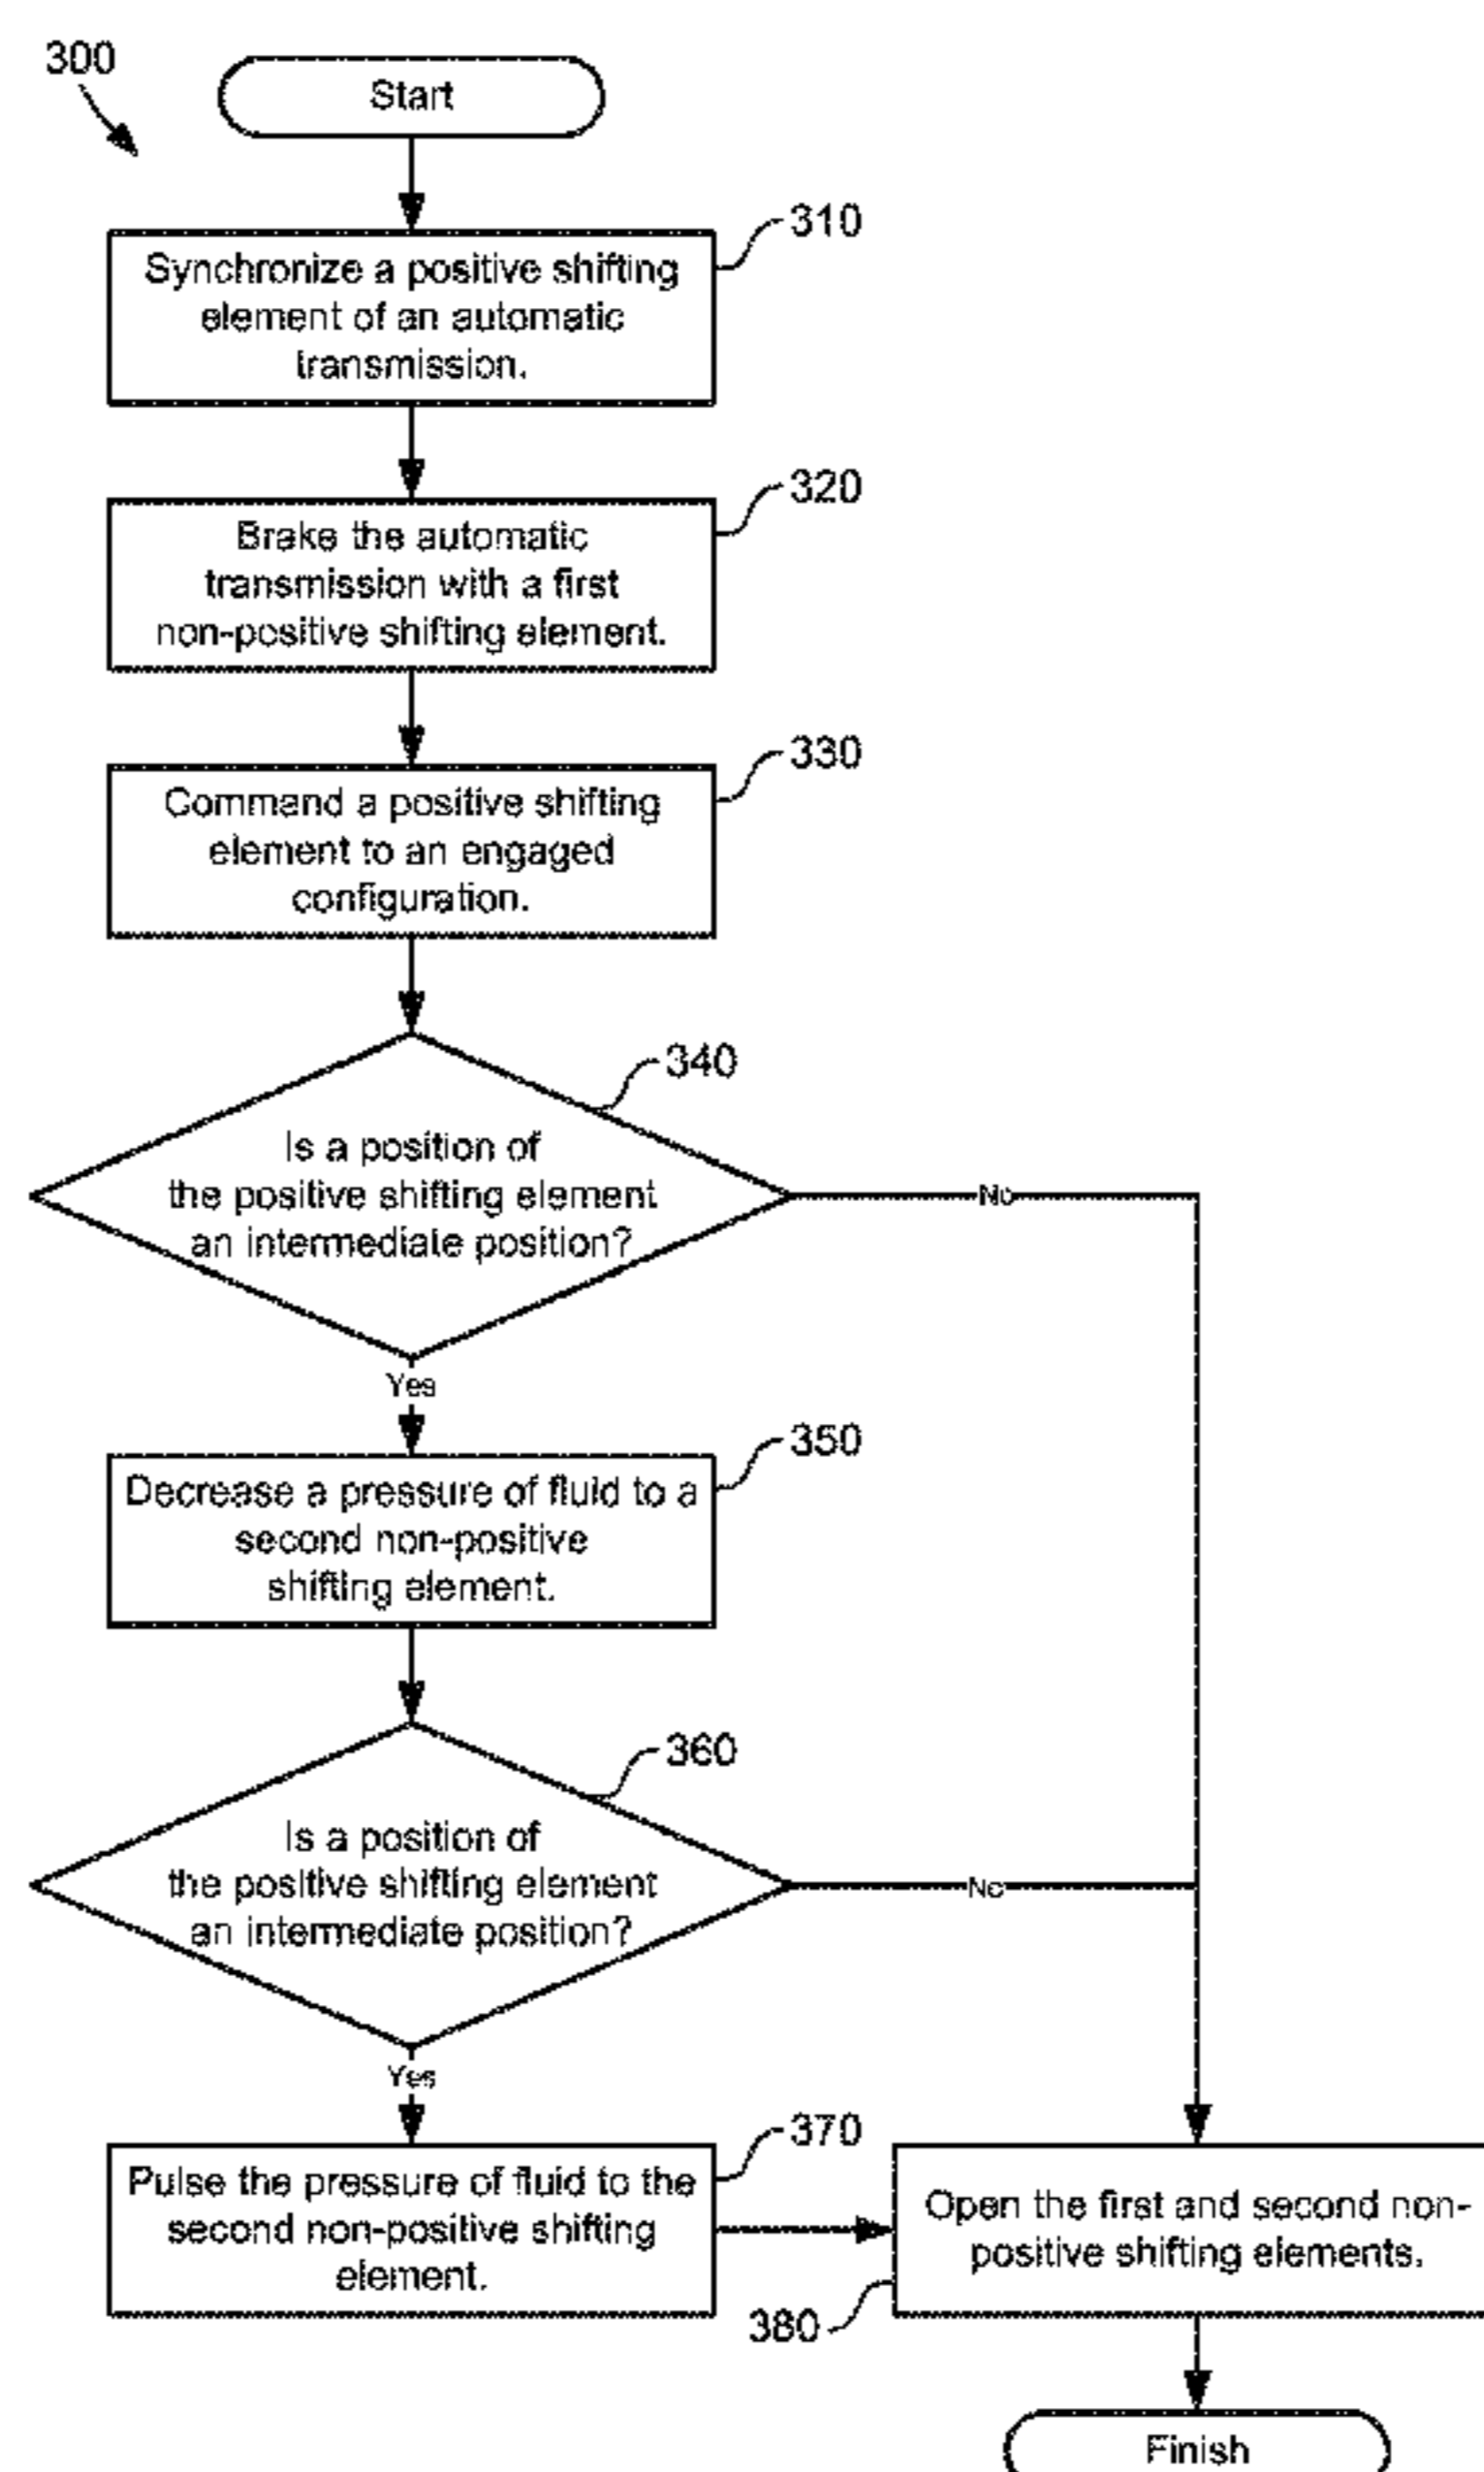 300
Start
310
Synchronize a positive shifting
element of an automatic
transmission.
320
Brake the automatic
transmission with a first
non-positive shifting element.
330
Command a positive shifting
element to an engaged
configuration.
340
Is a position of
the positive shifting element
an intermediate position?
No
Yes
350
Decrease a pressure of fluid to a
second non-positive
shifting element.
360
Is a position of
the positive shifting element
an intermediate position?
No
Yes
370
Pulse the pressure of fluid to the
second non-positive shifting
element.
Open the first and second non-
positive shifting elements.
380
Finish